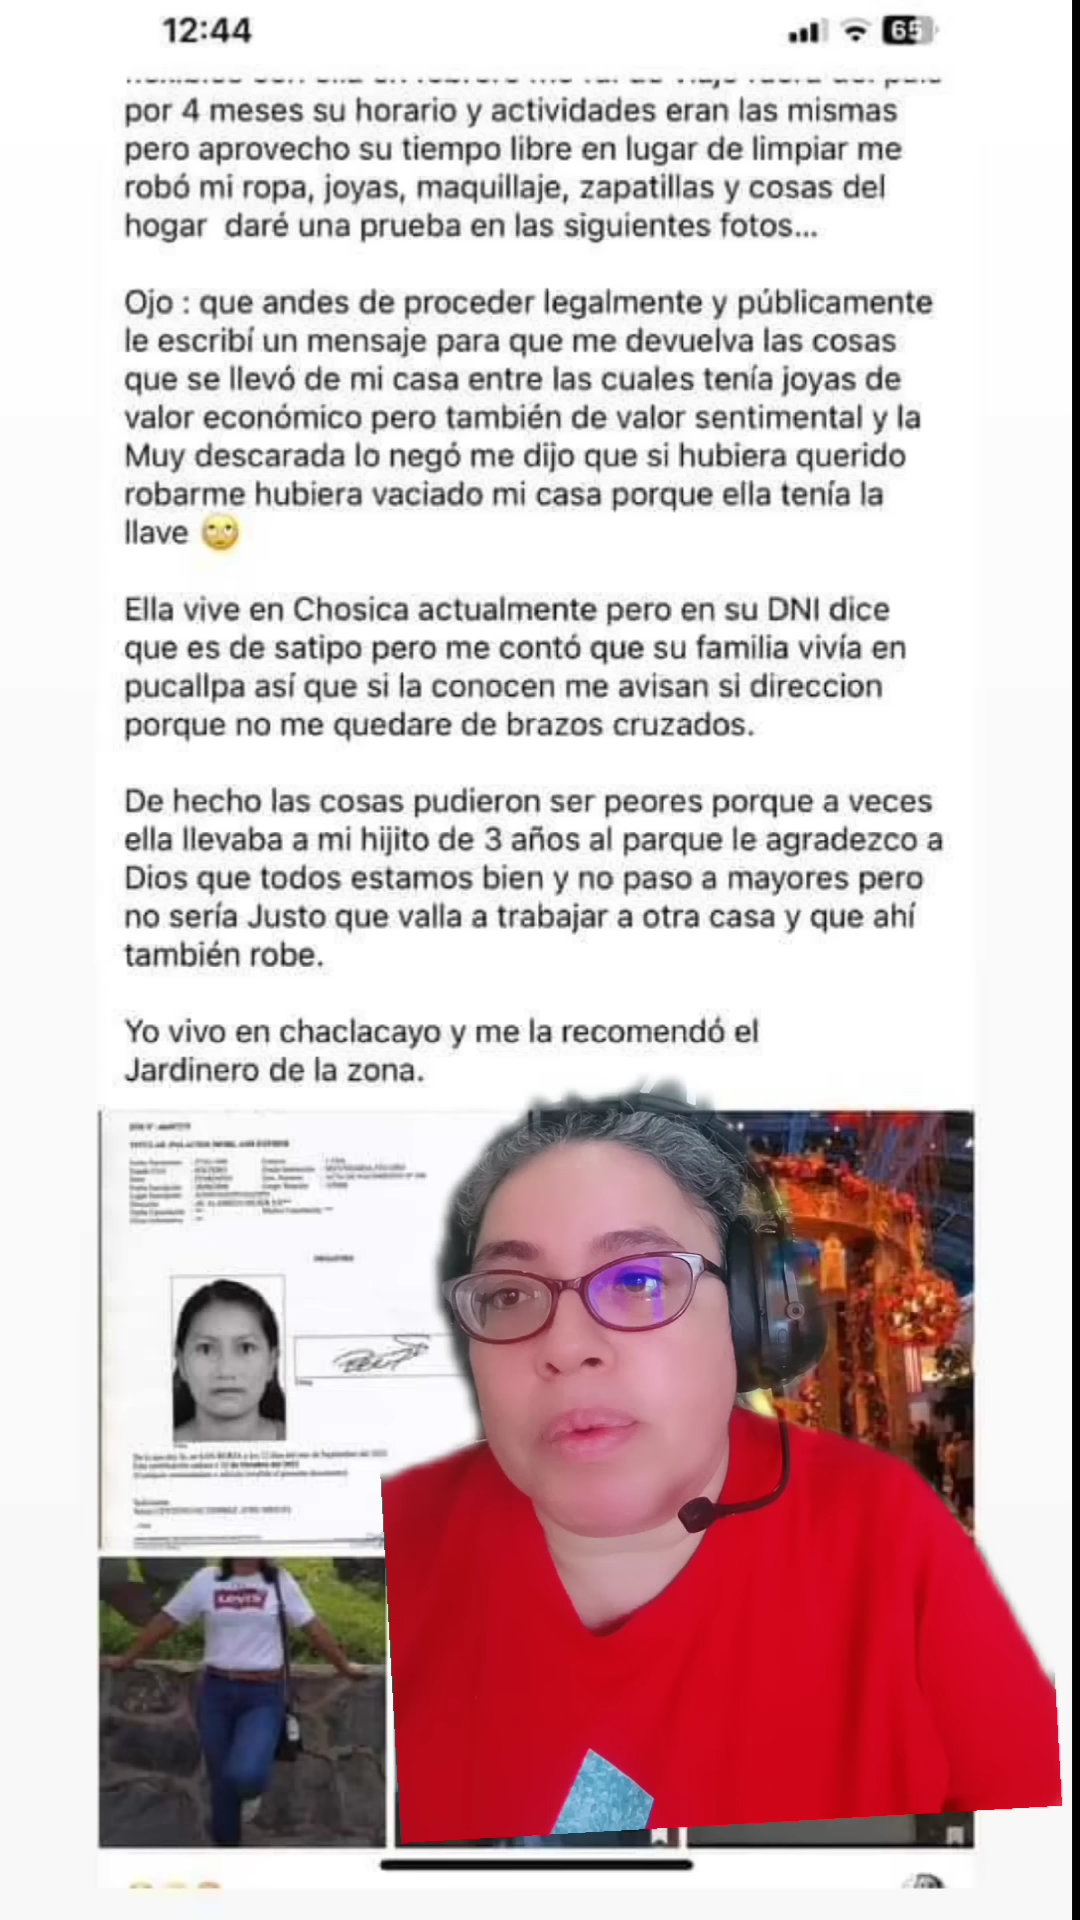 12:44
65
por 4 meses su horario y actividades eran las mismas
pero aprovecho su tiempo libre en lugar de limpiar me
robó mi ropa, joyas, maquillaje, zapatillas y cosas del
hogar  daré una prueba en las siguientes fotos...
Ojo : que andes de proceder legalmente y públicamente
le escribí un mensaje para que me devuelva las cosas
que se llevó de mi casa entre las cuales tenía joyas de
valor económico pero también de valor sentimental y la
Muy descarada lo negó me dijo que si hubiera querido
robarme hubiera vaciado mi casa porque ella tenía la
llave 🙄
Ella vive en Chosica actualmente pero en su DNI dice
que es de satipo pero me contó que su familia vivía en
pucallpa así que si la conocen me avisan si direccion
porque no me quedare de brazos cruzados.
De hecho las cosas pudieron ser peores porque a veces
ella llevaba a mi hijito de 3 años al parque le agradezco a
Dios que todos estamos bien y no paso a mayores pero
no sería Justo que valla a trabajar a otra casa y que ahí
también robe.
Yo vivo en chaclacayo y me la recomendó el
Jardinero de la zona.
Levi's